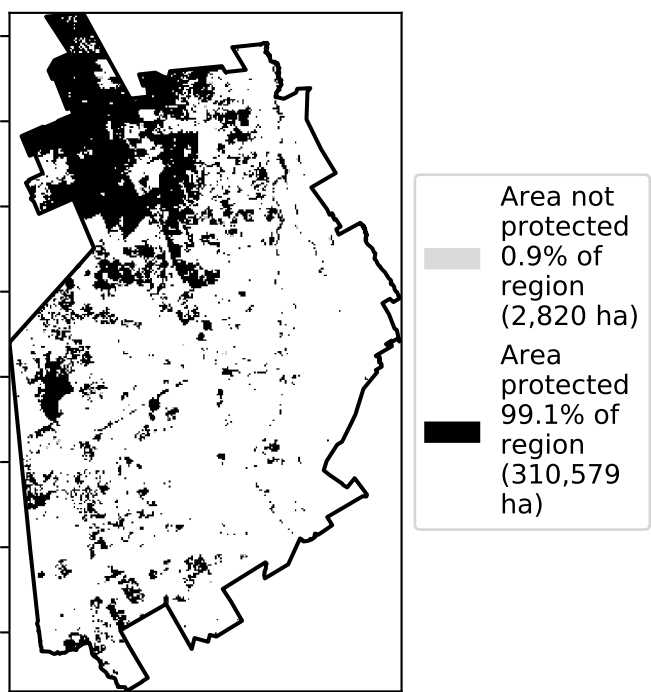 Area not
protected
0.9% of
region
(2,820 ha)
Area
protected
99.1% of
region
(310,579
ha)